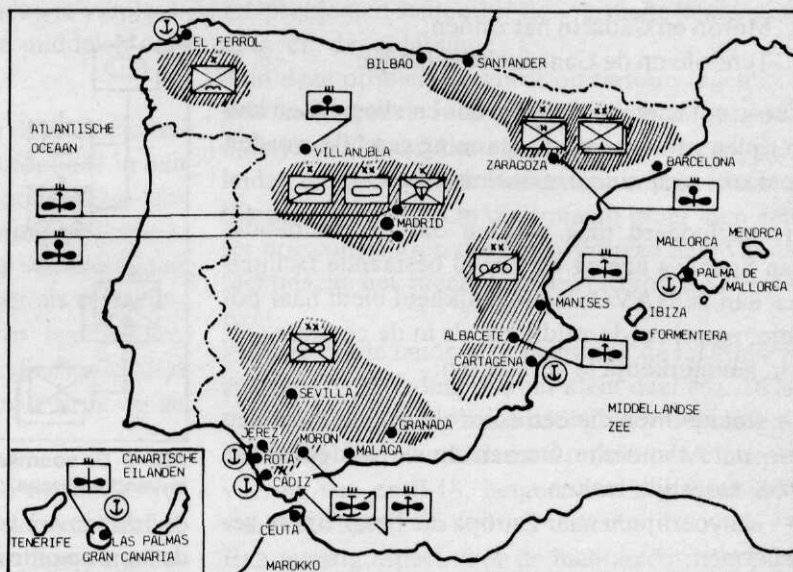 EL FERROL
BILBAO
SANTANDER
ATLANTISCHE
OCEAAN
VILLANUBLA
ZARAGOZA
BARCELONA
MADRID
MENORCA
MALLORCA
PALMA DE
MALLORCA
MANISES
IBIZA
FORMENTERA
ALBACETE
CARTAGENA
SEVILLA
MIDDELLANDSE
ZEE
GRANADA
JEREZ
MORON
MALAGA
ROTA
CÁDIZ
CANARISCHE
EILANDEN
CEUTA
TENERIFE
LAS PALMAS
GRAN CANARIA
MAROKKO